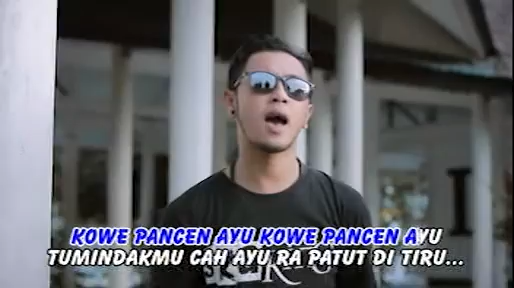 KOWE PANCEN AYU KOWE PANCEN AYU
TUMINDAKMU CAH AYU RA PATUT DI TIRU...